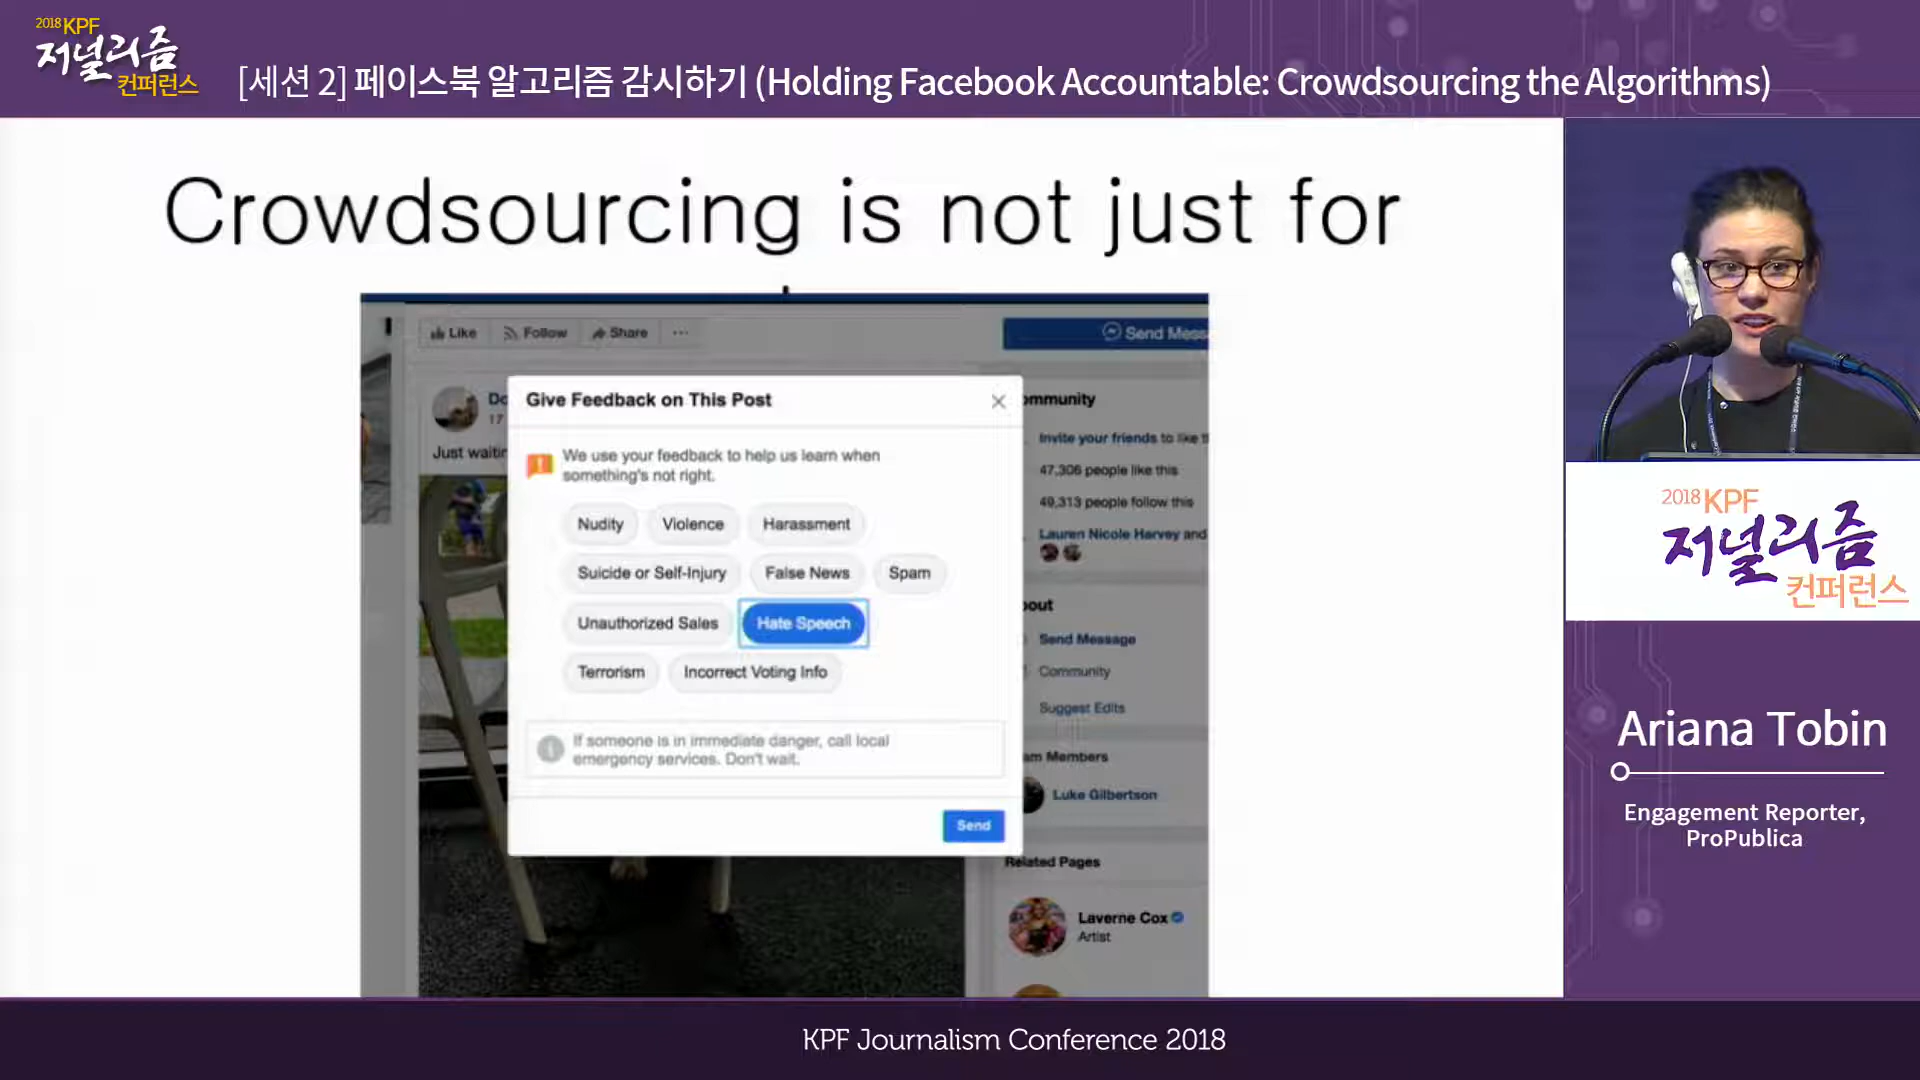 2018 KPF
저널리즘
컨퍼런스
[세션 2] 페이스북 알고리즘 감시하기 (Holding Facebook Accountable: Crowdsourcing the Algorithms)
Crowdsourcing is not just for
Like
Follow
Share
Send
17
Give Feedback on This Post
We use your feedback to help us learn when
something's not right.
Nudity
Violence
Harassment
Suicide or Self-Injury
False News
Spam
Unauthorized Sales
Hate Speech
Terrorism
Incorrect Voting Info
If someone is in immediate danger, call local
emergency services. Don't wait.
Send
Just
Invite your friends to like
47,306 people like this
49,313 people follow this
Lauren Nicole Harvey and
Send Message
Community
Suggest Edits
Members
Luke Gilbertson
Related Pages
Laverne Cox
Artist
2018 KPF
저널리즘
컨퍼런스
Ariana Tobin
Engagement Reporter,
ProPublica
KPF Journalism Conference 2018